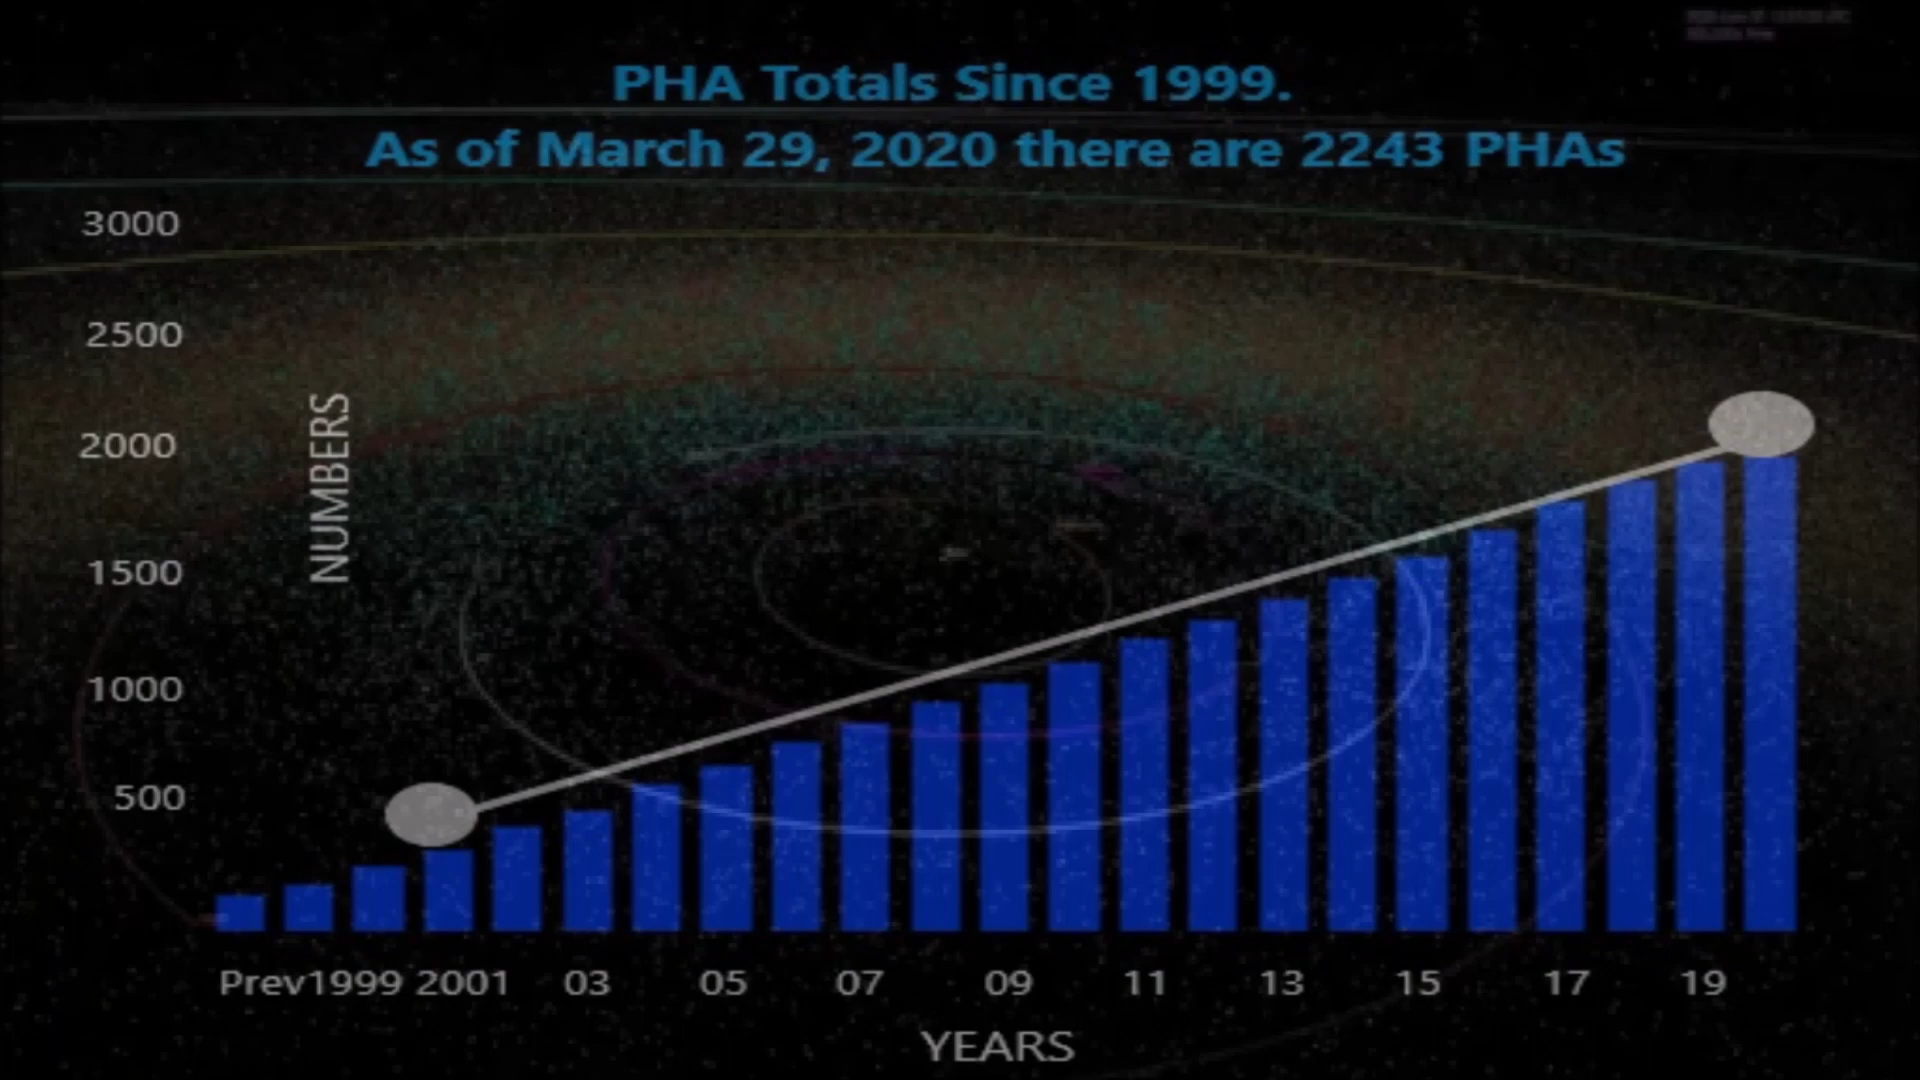 PHA Totals Since 1999.
As of March 29, 2020 there are 2243 PHAs
3000
2500
2000
1500
1000
500
NUMBERS
Prev1999 2001 03 05 07 09 11 13 15 17 19
YEARS